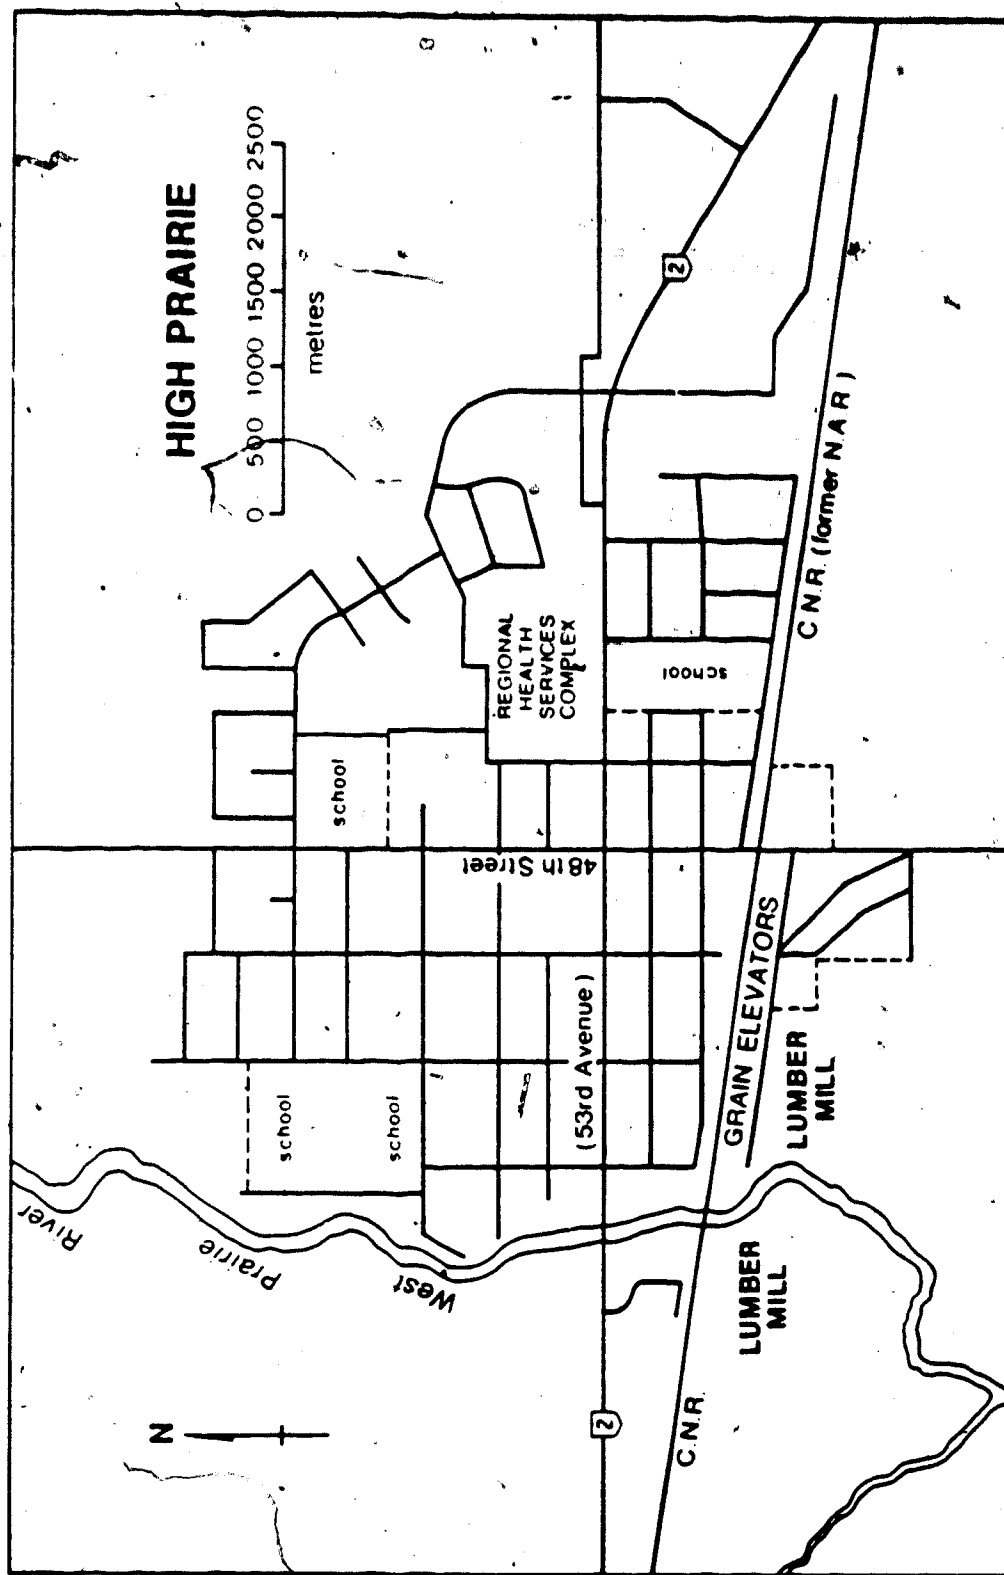 HIGH PRAIRIE
0 500 1000 1500 2000 2500
metres
N
River
Prairie
West
school
school
school
school
REGIONAL
HEALTH
SERVICES
COMPLEX
48th Street
(53rd Avenue)
2
2
C.N.R.
C.N.R. (former N.A.R.)
GRAIN ELEVATORS
LUMBER
MILL
LUMBER
MILL